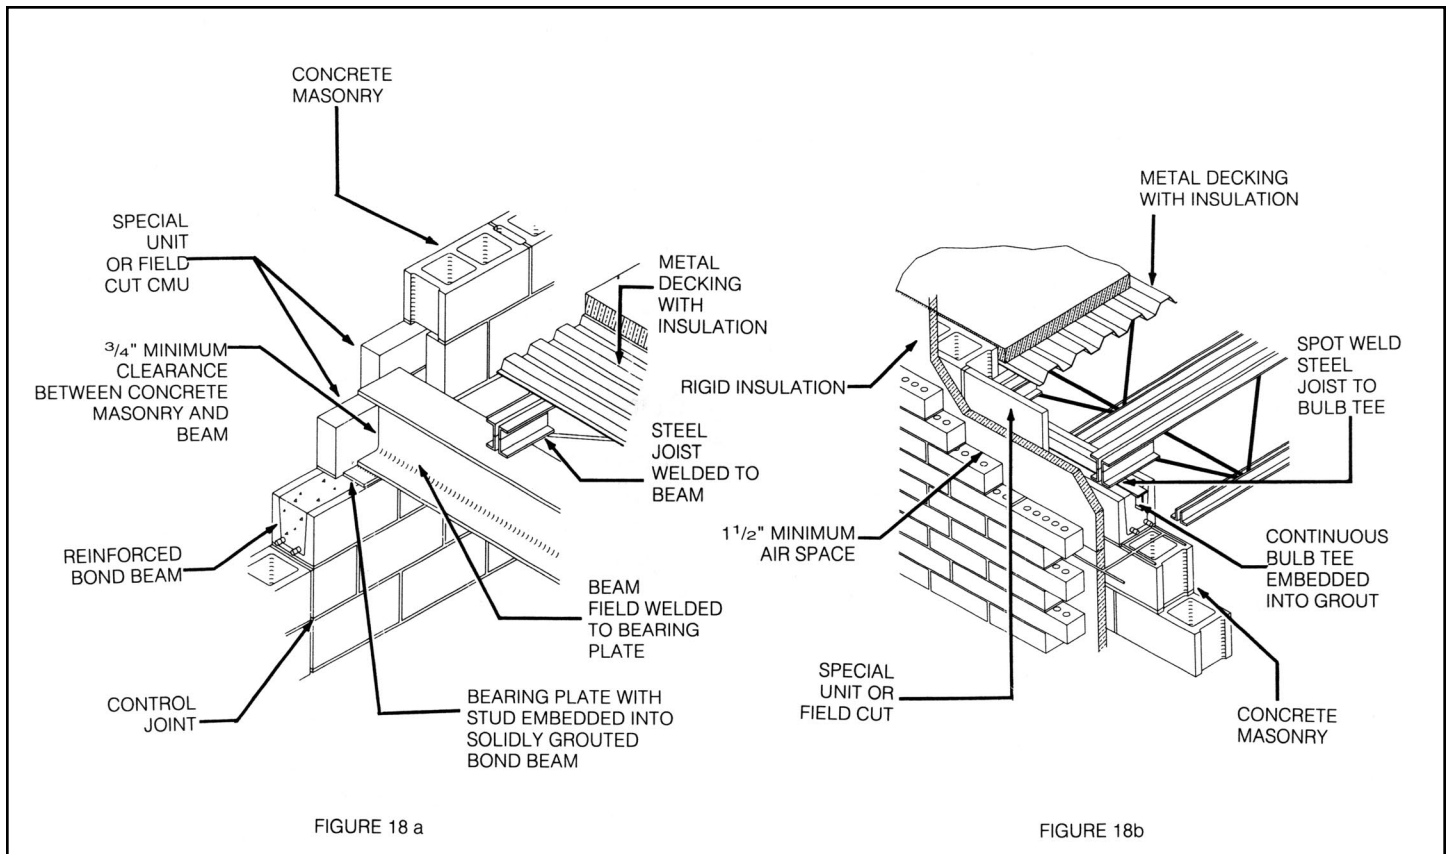 CONCRETE
MASONRY
SPECIAL
UNIT
OR FIELD
CUT CMU
3/4" MINIMUM
CLEARANCE
BETWEEN CONCRETE
MASONRY AND
BEAM
REINFORCED
BOND BEAM
CONTROL
JOINT
METAL
DECKING
WITH
INSULATION
STEEL
JOIST
WELDED TO
BEAM
BEAM
FIELD WELDED
TO BEARING
PLATE
BEARING PLATE WITH
STUD EMBEDDED INTO
SOLIDLY GROUTED
BOND BEAM
FIGURE 18 a
METAL DECKING
WITH INSULATION
RIGID INSULATION
1 1/2" MINIMUM
AIR SPACE
SPECIAL
UNIT OR
FIELD CUT
SPOT WELD
STEEL
JOIST TO
BULB TEE
CONTINUOUS
BULB TEE
EMBEDDED
INTO GROUT
CONCRETE
MASONRY
FIGURE 18b